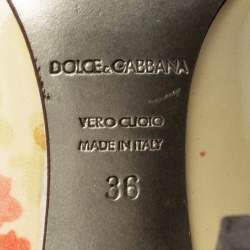 DOLCE & GABBANA
VERO CUOIO
MADE IN ITALY
36